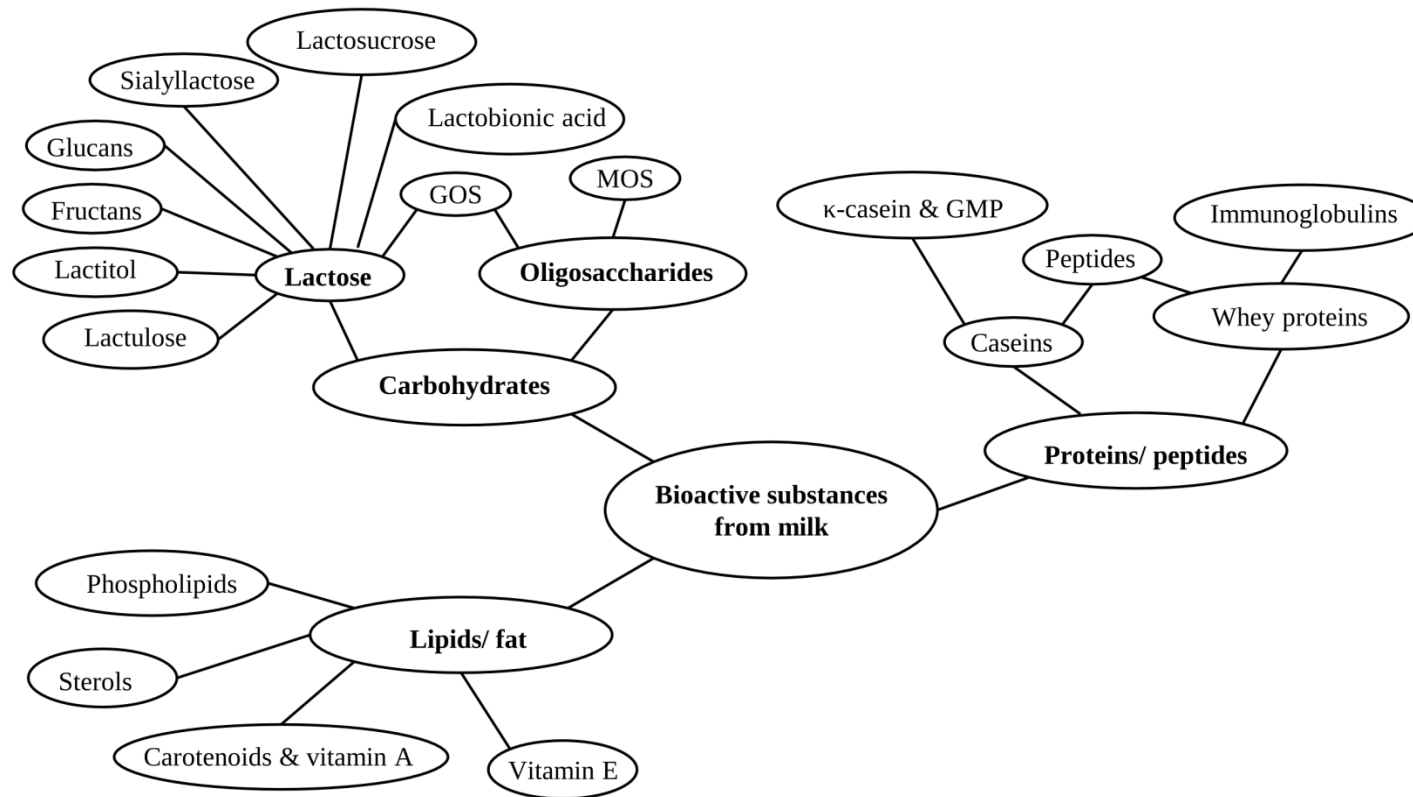 Lactosucrose
Sialyllactose
Lactobionic acid
Glucans
GOS
MOS
Fructans
κ-casein & GMP
Immunoglobulins
Lactitol
Lactose
Oligosaccharides
Peptides
Lactulose
Caseins
Whey proteins
Carbohydrates
Proteins/ peptides
Bioactive substances
from milk
Phospholipids
Lipids/ fat
Sterols
Carotenoids & vitamin A
Vitamin E